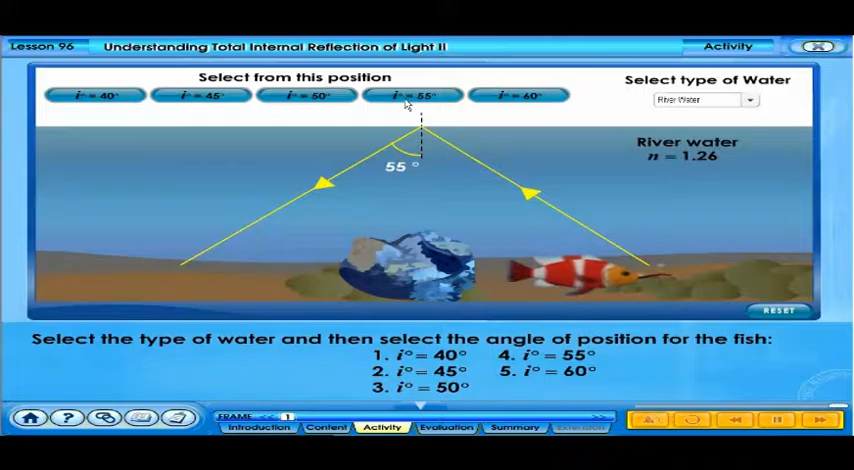 Lesson 96 Understanding Total Internal Reflection of Light II Activity
Select from this position
Select type of Water
i° = 40° i° = 45° i° = 50° i° = 55° i° = 60°
River Water
River water
n = 1.26
55 °
RESET
Select the type of water and then select the angle of position for the fish:
1. i° = 40° 4. i° = 55°
2. i° = 45° 5. i° = 60°
3. i° = 50°
FRAME << 1 >>
Introduction Content Activity Evaluation Summary Extension